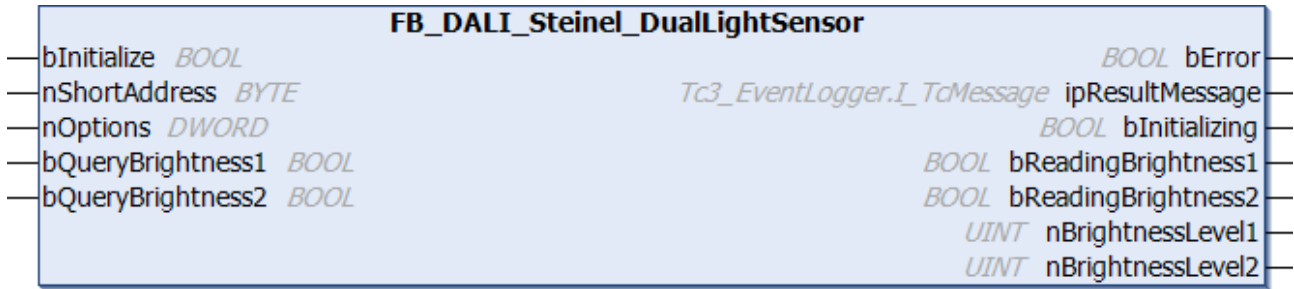 FB_DALI_Steinel_DualLightSensor
bInitialize BOOL BOOL bError
nShortAddress BYTE Tc3_EventLogger.I_TcMessage ipResultMessage
nOptions DWORD BOOL bInitializing
bQueryBrightness1 BOOL BOOL bReadingBrightness1
bQueryBrightness2 BOOL BOOL bReadingBrightness2
UINT nBrightnessLevel1
UINT nBrightnessLevel2